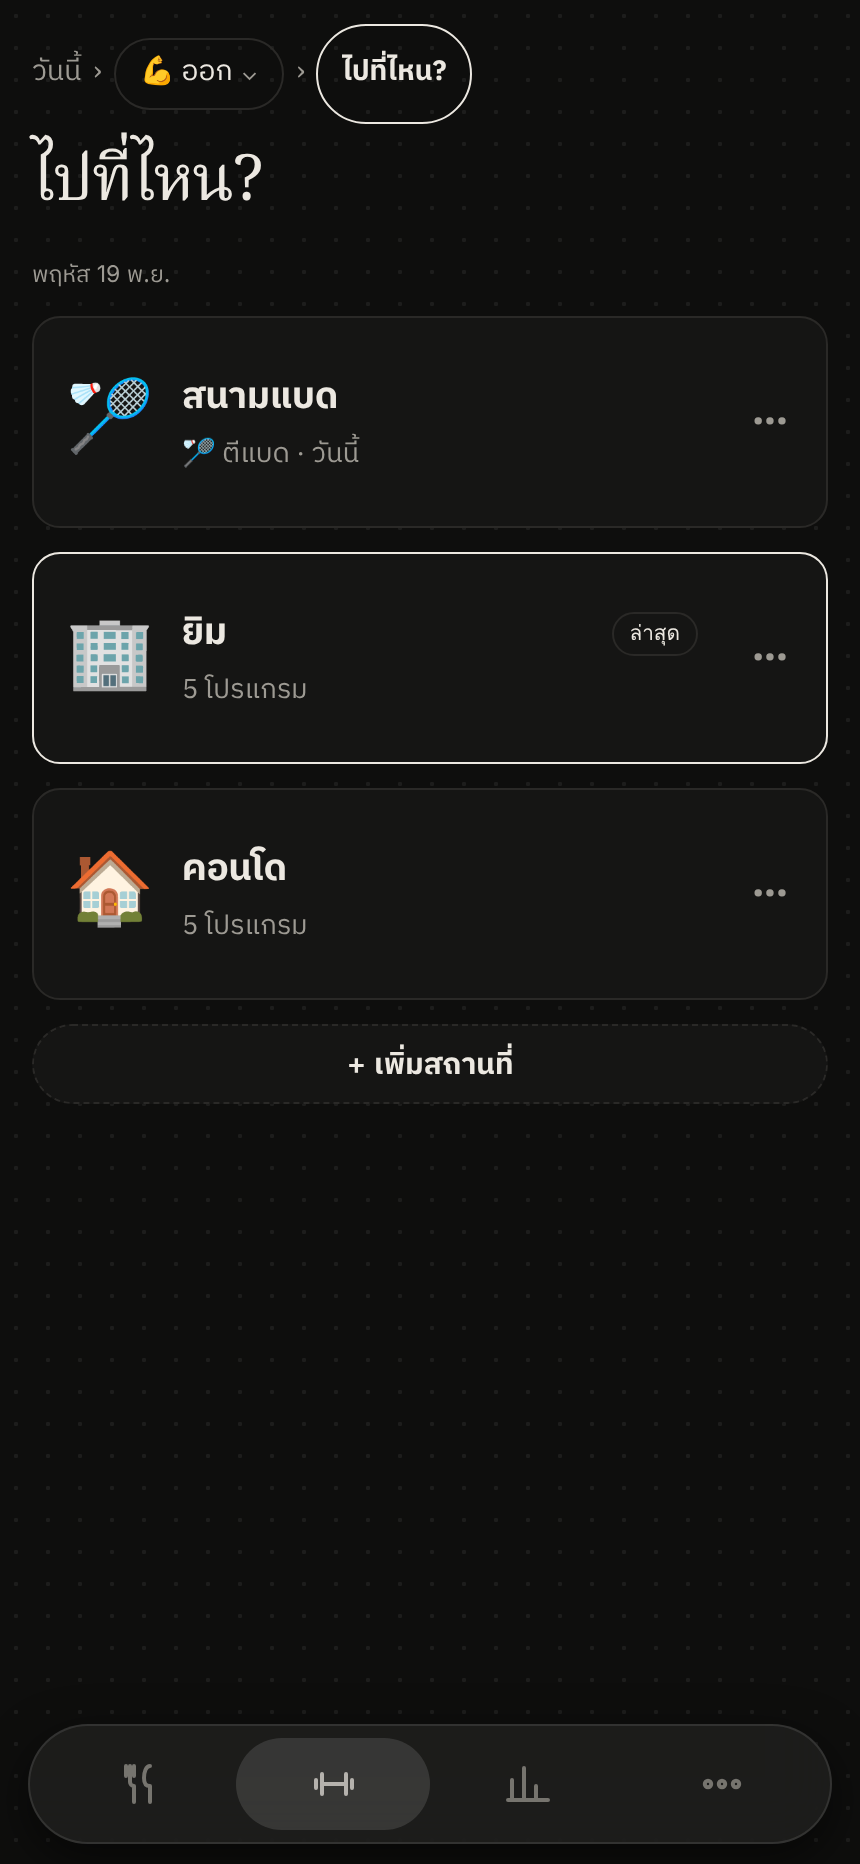 วันนี้ › 💪 ออก › ไปที่ไหน?
ไปที่ไหน?
พฤหัส 19 พ.ย.
สนามแบด
🏸 ตีแบด · วันนี้
ยิม
ล่าสุด
5 โปรแกรม
คอนโด
5 โปรแกรม
+ เพิ่มสถานที่